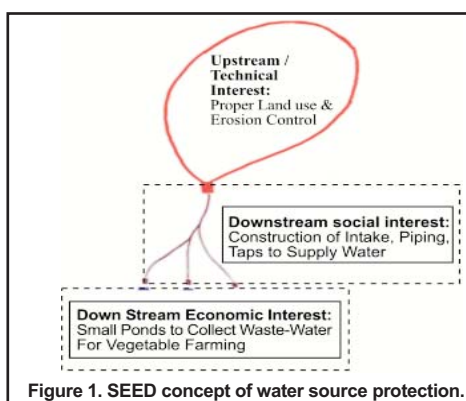 Upstream /
Technical
Interest:
Proper Land use &
Erosion Control
Downstream social interest:
Construction of Intake, Piping,
Taps to Supply Water
Down Stream Economic Interest:
Small Ponds to Collect Waste-Water
For Vegetable Farming
Figure 1. SEED concept of water source protection.